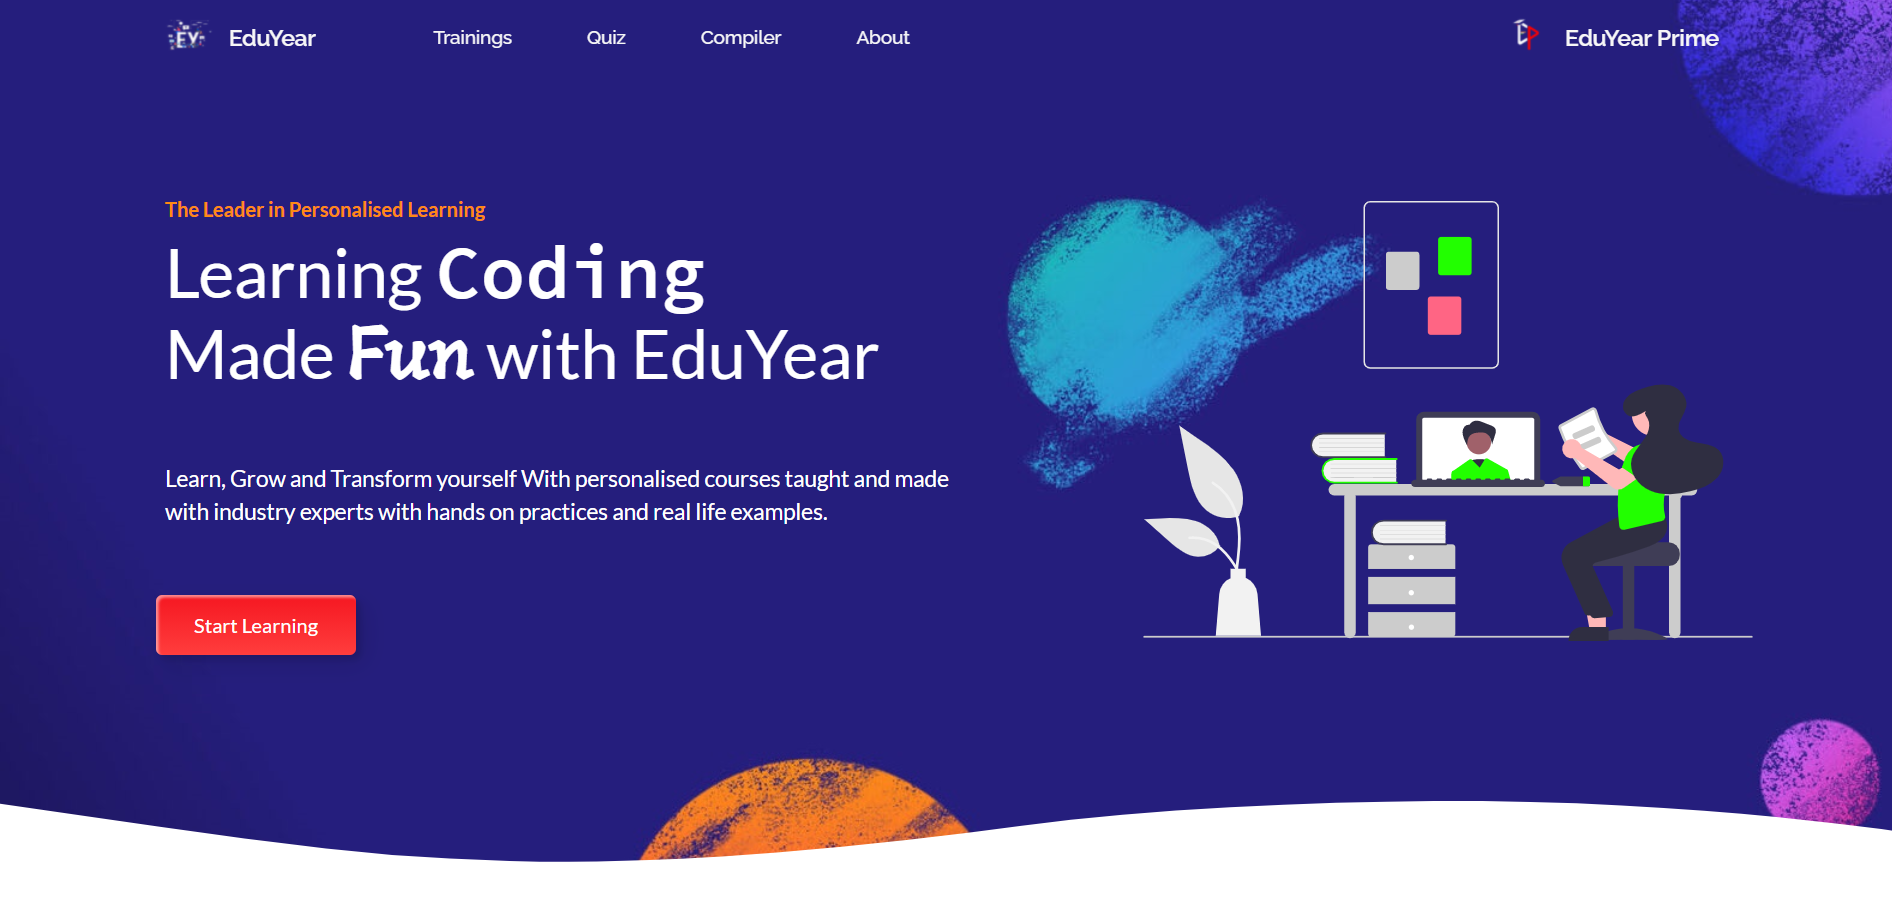 EY EduYear Trainings Quiz Compiler About EP EduYear Prime
The Leader in Personalised Learning
Learning Coding
Made Fun with EduYear
Learn, Grow and Transform yourself With personalised courses taught and made
with industry experts with hands on practices and real life examples.
Start Learning